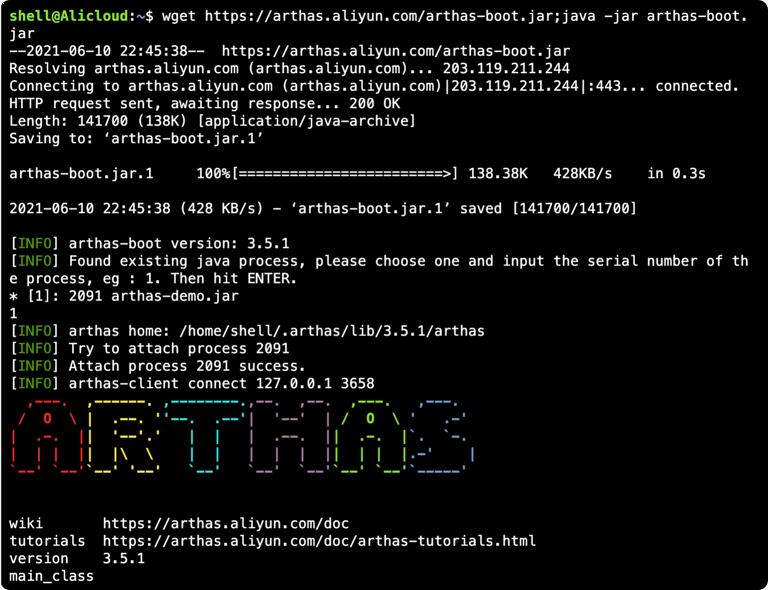 shell@Alicloud:~$ wget https://arthas.aliyun.com/arthas-boot.jar;java -jar arthas-boot.
jar
--2021-06-10 22:45:38--  https://arthas.aliyun.com/arthas-boot.jar
Resolving arthas.aliyun.com (arthas.aliyun.com)... 203.119.211.244
Connecting to arthas.aliyun.com (arthas.aliyun.com)|203.119.211.244|:443... connected.
HTTP request sent, awaiting response... 200 OK
Length: 141700 (138K) [application/java-archive]
Saving to: ‘arthas-boot.jar.1’
arthas-boot.jar.1     100%[========================>] 138.38K   428KB/s    in 0.3s
2021-06-10 22:45:38 (428 KB/s) - ‘arthas-boot.jar.1’ saved [141700/141700]
[INFO] arthas-boot version: 3.5.1
[INFO] Found existing java process, please choose one and input the serial number of th
e process, eg : 1. Then hit ENTER.
* [1]: 2091 arthas-demo.jar
1
[INFO] arthas home: /home/shell/.arthas/lib/3.5.1/arthas
[INFO] Try to attach process 2091
[INFO] Attach process 2091 success.
[INFO] arthas-client connect 127.0.0.1 3658
ARTHAS
wiki       https://arthas.aliyun.com/doc
tutorials  https://arthas.aliyun.com/doc/arthas-tutorials.html
version    3.5.1
main_class